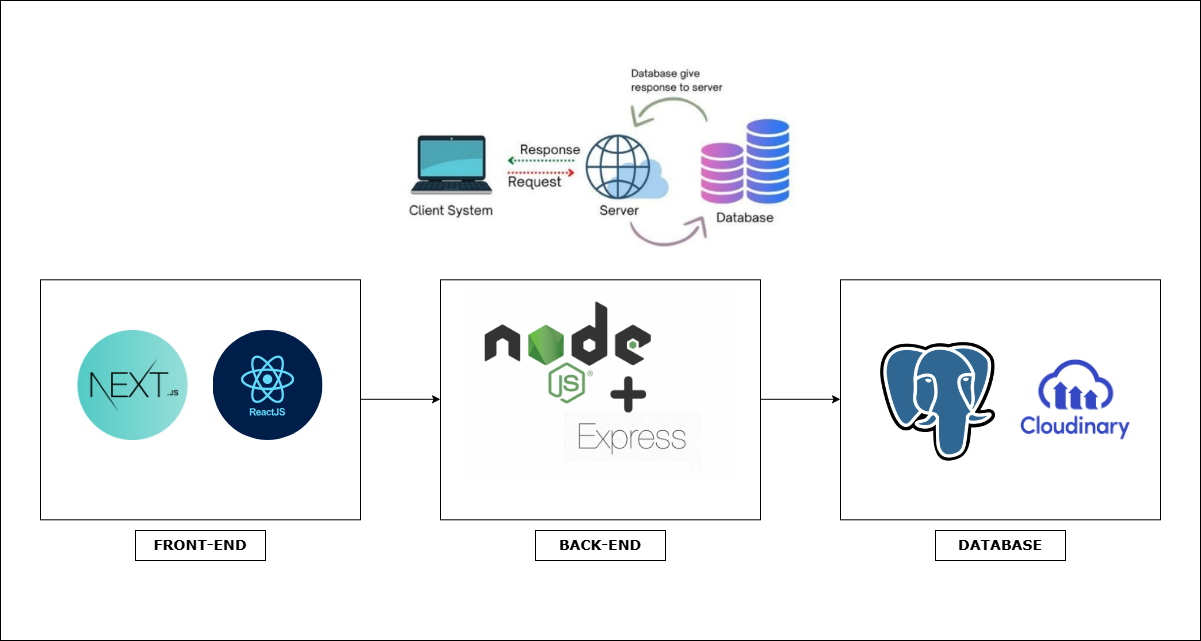 Database give
response to server
Response
Request
Client System
Server
Database
NEXT.JS
ReactJS
node
JS®
+
Express
Cloudinary
FRONT-END
BACK-END
DATABASE